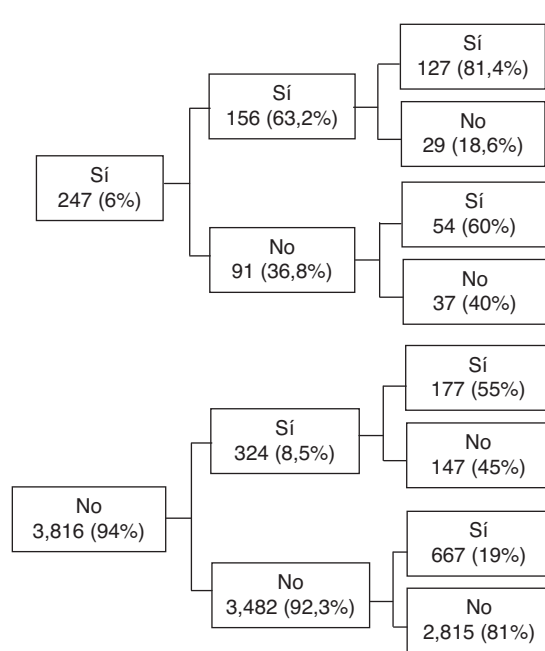 Sí
247 (6%)
Sí
156 (63,2%)
Sí
127 (81,4%)
No
29 (18,6%)
No
91 (36,8%)
Sí
54 (60%)
No
37 (40%)
No
3,816 (94%)
Sí
324 (8,5%)
Sí
177 (55%)
No
147 (45%)
No
3,482 (92,3%)
Sí
667 (19%)
No
2,815 (81%)